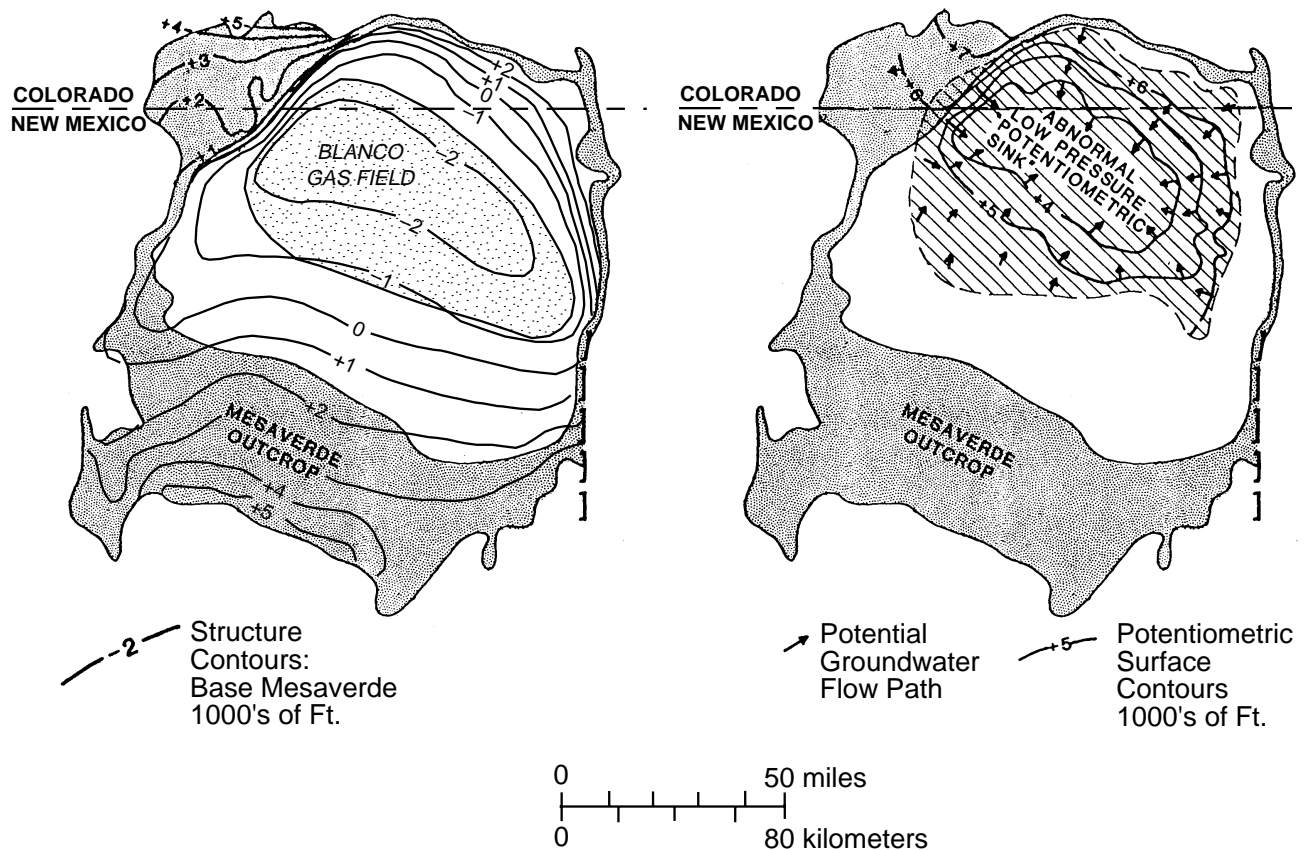 +4
+5
+3
+2
+1
COLORADO
NEW MEXICO
+2
+1
0
-1
-2
BLANCO
GAS FIELD
-2
-1
0
+1
+2
MESAVERDE
OUTCROP
+4
+5
-2
Structure
Contours:
Base Mesaverde
1000's of Ft.
COLORADO
NEW MEXICO
+7
+6
+6
ABNORMAL
LOW PRESSURE
POTENTIOMETRIC
SINK
+4
+5
MESAVERDE
OUTCROP
Potential
Groundwater
Flow Path
+5
Potentiometric
Surface
Contours
1000's of Ft.
0
50 miles
0
80 kilometers